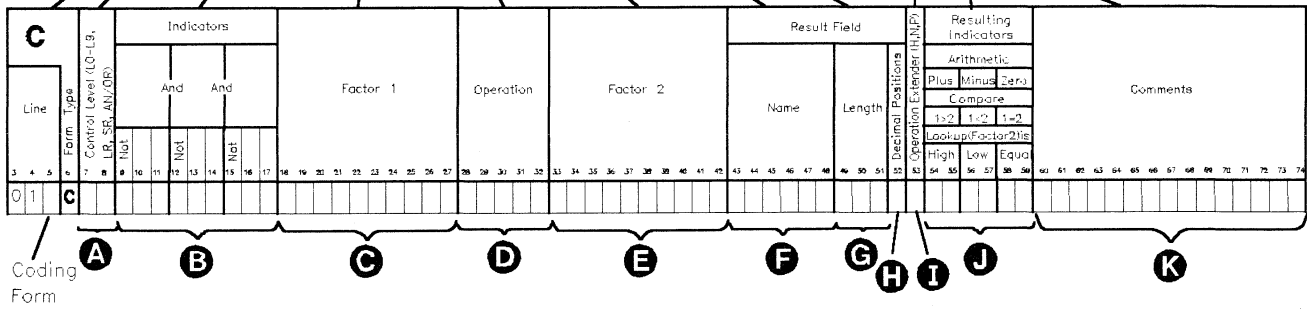 C
Line
Form Type
Control Level (L0-L9,
LR, SR, AN/OR)
Indicators
And And
Not Not Not
Factor 1
Operation
Factor 2
Result Field
Name
Length
Decimal Positions
Operation Extender (H,N,P)
Resulting
Indicators
Arithmetic
Plus Minus Zero
Compare
1>2 1<2 1=2
Lookup(Factor2)is
High Low Equal
Comments
3 4 5 6 7 8 9 10 11 12 13 14 15 16 17 18 19 20 21 22 23 24 25 26 27 28 29 30 31 32 33 34 35 36 37 38 39 40 41 42 43 44 45 46 47 48 49 50 51 52 53 54 55 56 57 58 59 60 61 62 63 64 65 66 67 68 69 70 71 72 73 74
0 1 C
A B C D E F G H I J K
Coding
Form